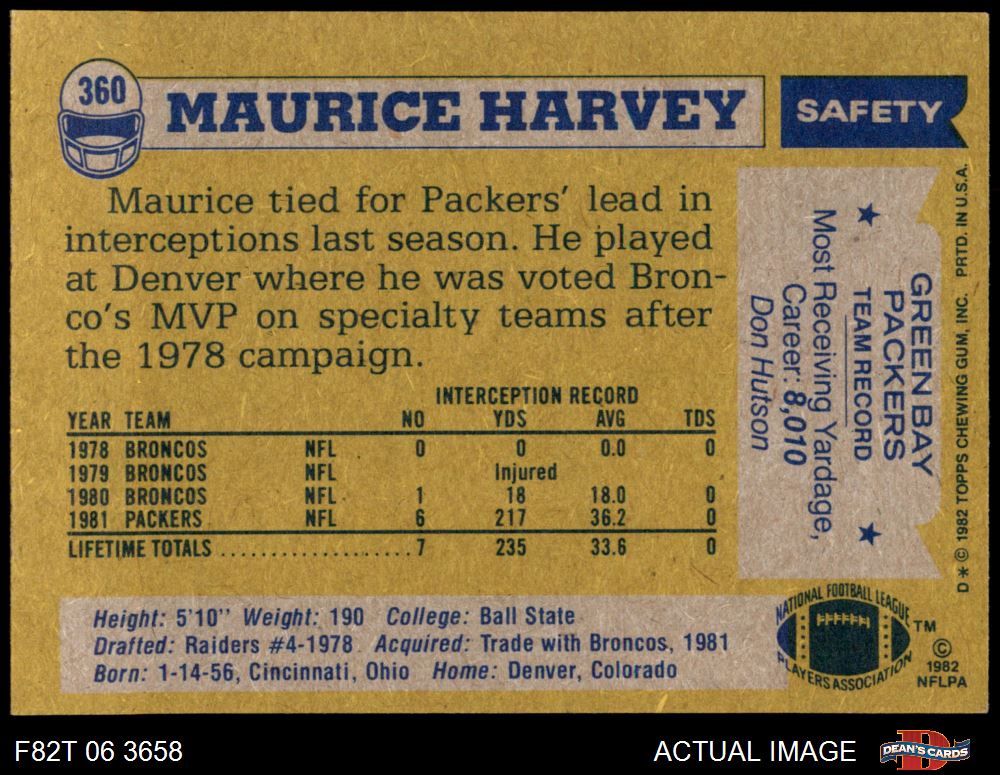 360
MAURICE HARVEY
SAFETY
Maurice tied for Packers' lead in
interceptions last season. He played
at Denver where he was voted Bron-
co's MVP on specialty teams after
the 1978 campaign.
INTERCEPTION RECORD
YEAR TEAM NO YDS AVG TDS
1978 BRONCOS NFL 0 0 0.0 0
1979 BRONCOS NFL Injured
1980 BRONCOS NFL 1 18 18.0 0
1981 PACKERS NFL 6 217 36.2 0
LIFETIME TOTALS ................... 7 235 33.6 0
Height: 5'10" Weight: 190 College: Ball State
Drafted: Raiders #4-1978 Acquired: Trade with Broncos, 1981
Born: 1-14-56, Cincinnati, Ohio Home: Denver, Colorado
GREEN BAY
PACKERS
★ TEAM RECORD ★
Most Receiving Yardage,
Career: 8,010
Don Hutson
D * © 1982 TOPPS CHEWING GUM, INC. PRTD. IN U.S.A.
NATIONAL FOOTBALL LEAGUE
PLAYERS ASSOCIATION
TM
©
1982
NFLPA
F82T 06 3658
ACTUAL IMAGE
D
DEAN'S CARDS